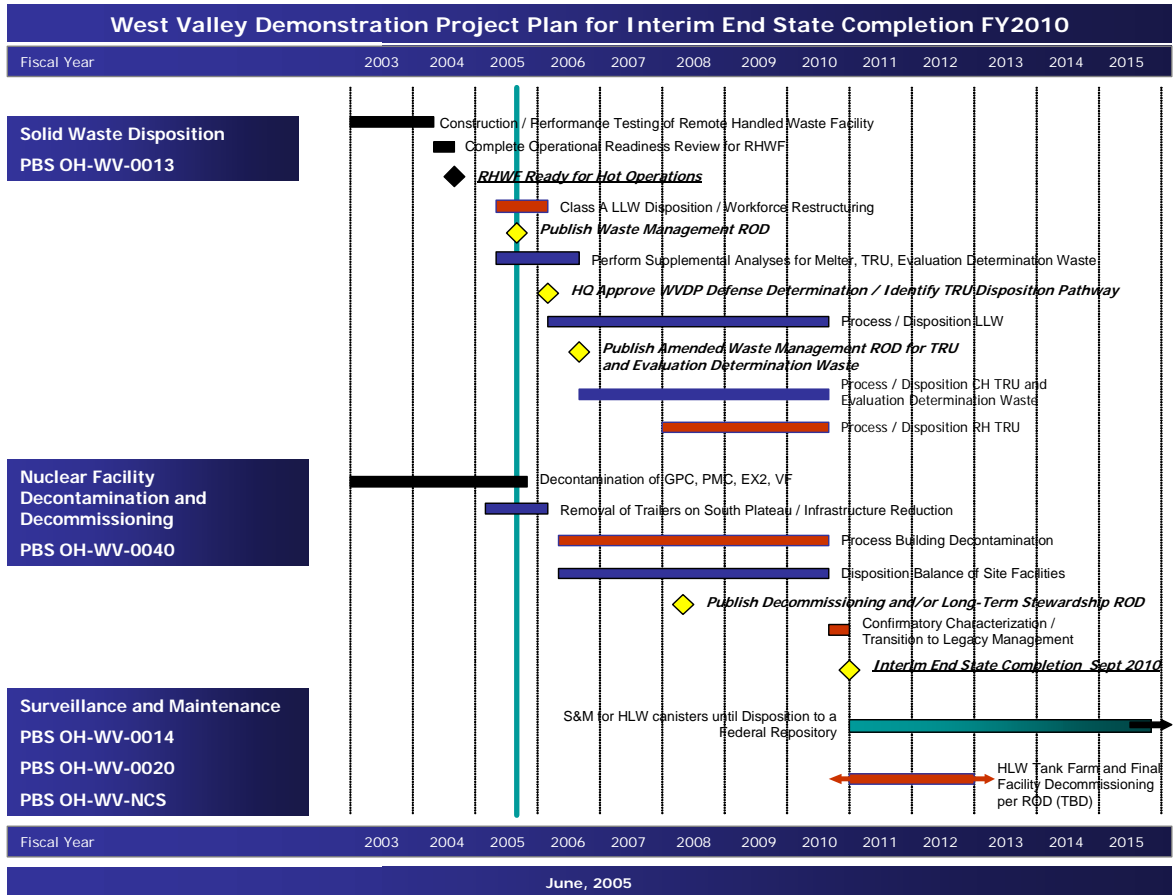 West Valley Demonstration Project Plan for Interim End State Completion FY2010
Fiscal Year 2003 2004 2005 2006 2007 2008 2009 2010 2011 2012 2013 2014 2015
Solid Waste Disposition
PBS OH-WV-0013
Construction / Performance Testing of Remote Handled Waste Facility
Complete Operational Readiness Review for RHWF
RHWF Ready for Hot Operations
Class A LLW Disposition / Workforce Restructuring
Publish Waste Management ROD
Perform Supplemental Analyses for Melter, TRU, Evaluation Determination Waste
HQ Approve WVDP Defense Determination / Identify TRU Disposition Pathway
Process / Disposition LLW
Publish Amended Waste Management ROD for TRU
and Evaluation Determination Waste
Process / Disposition CH TRU and
Evaluation Determination Waste
Process / Disposition RH TRU
Nuclear Facility
Decontamination and
Decommissioning
PBS OH-WV-0040
Decontamination of GPC, PMC, EX2, VF
Removal of Trailers on South Plateau / Infrastructure Reduction
Process Building Decontamination
Disposition Balance of Site Facilities
Publish Decommissioning and/or Long-Term Stewardship ROD
Confirmatory Characterization /
Transition to Legacy Management
Interim End State Completion Sept 2010
Surveillance and Maintenance
PBS OH-WV-0014
PBS OH-WV-0020
PBS OH-WV-NCS
S&M for HLW canisters until Disposition to a
Federal Repository
HLW Tank Farm and Final
Facility Decommissioning
per ROD (TBD)
Fiscal Year 2003 2004 2005 2006 2007 2008 2009 2010 2011 2012 2013 2014 2015
June, 2005